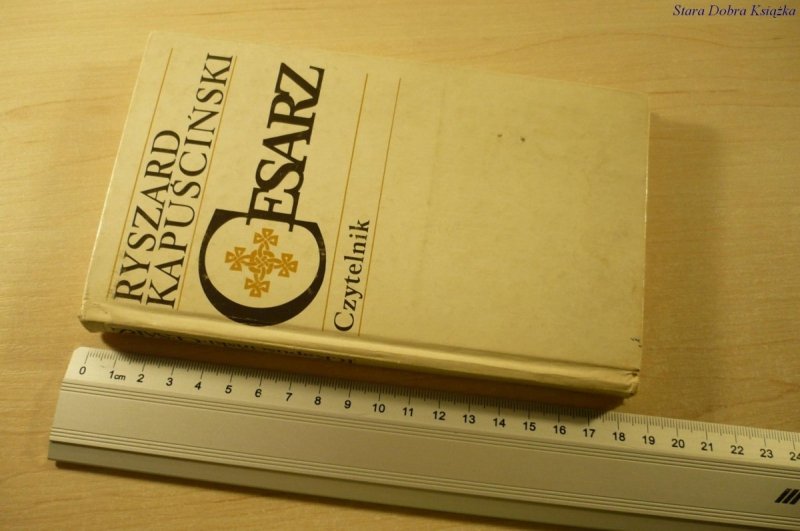 Stara Dobra Książka
RYSZARD
KAPUŚCIŃSKI
CESARZ
Czytelnik
0 1cm 2 3 4 5 6 7 8 9 10 11 12 13 14 15 16 17 18 19 20 21 22 23 24